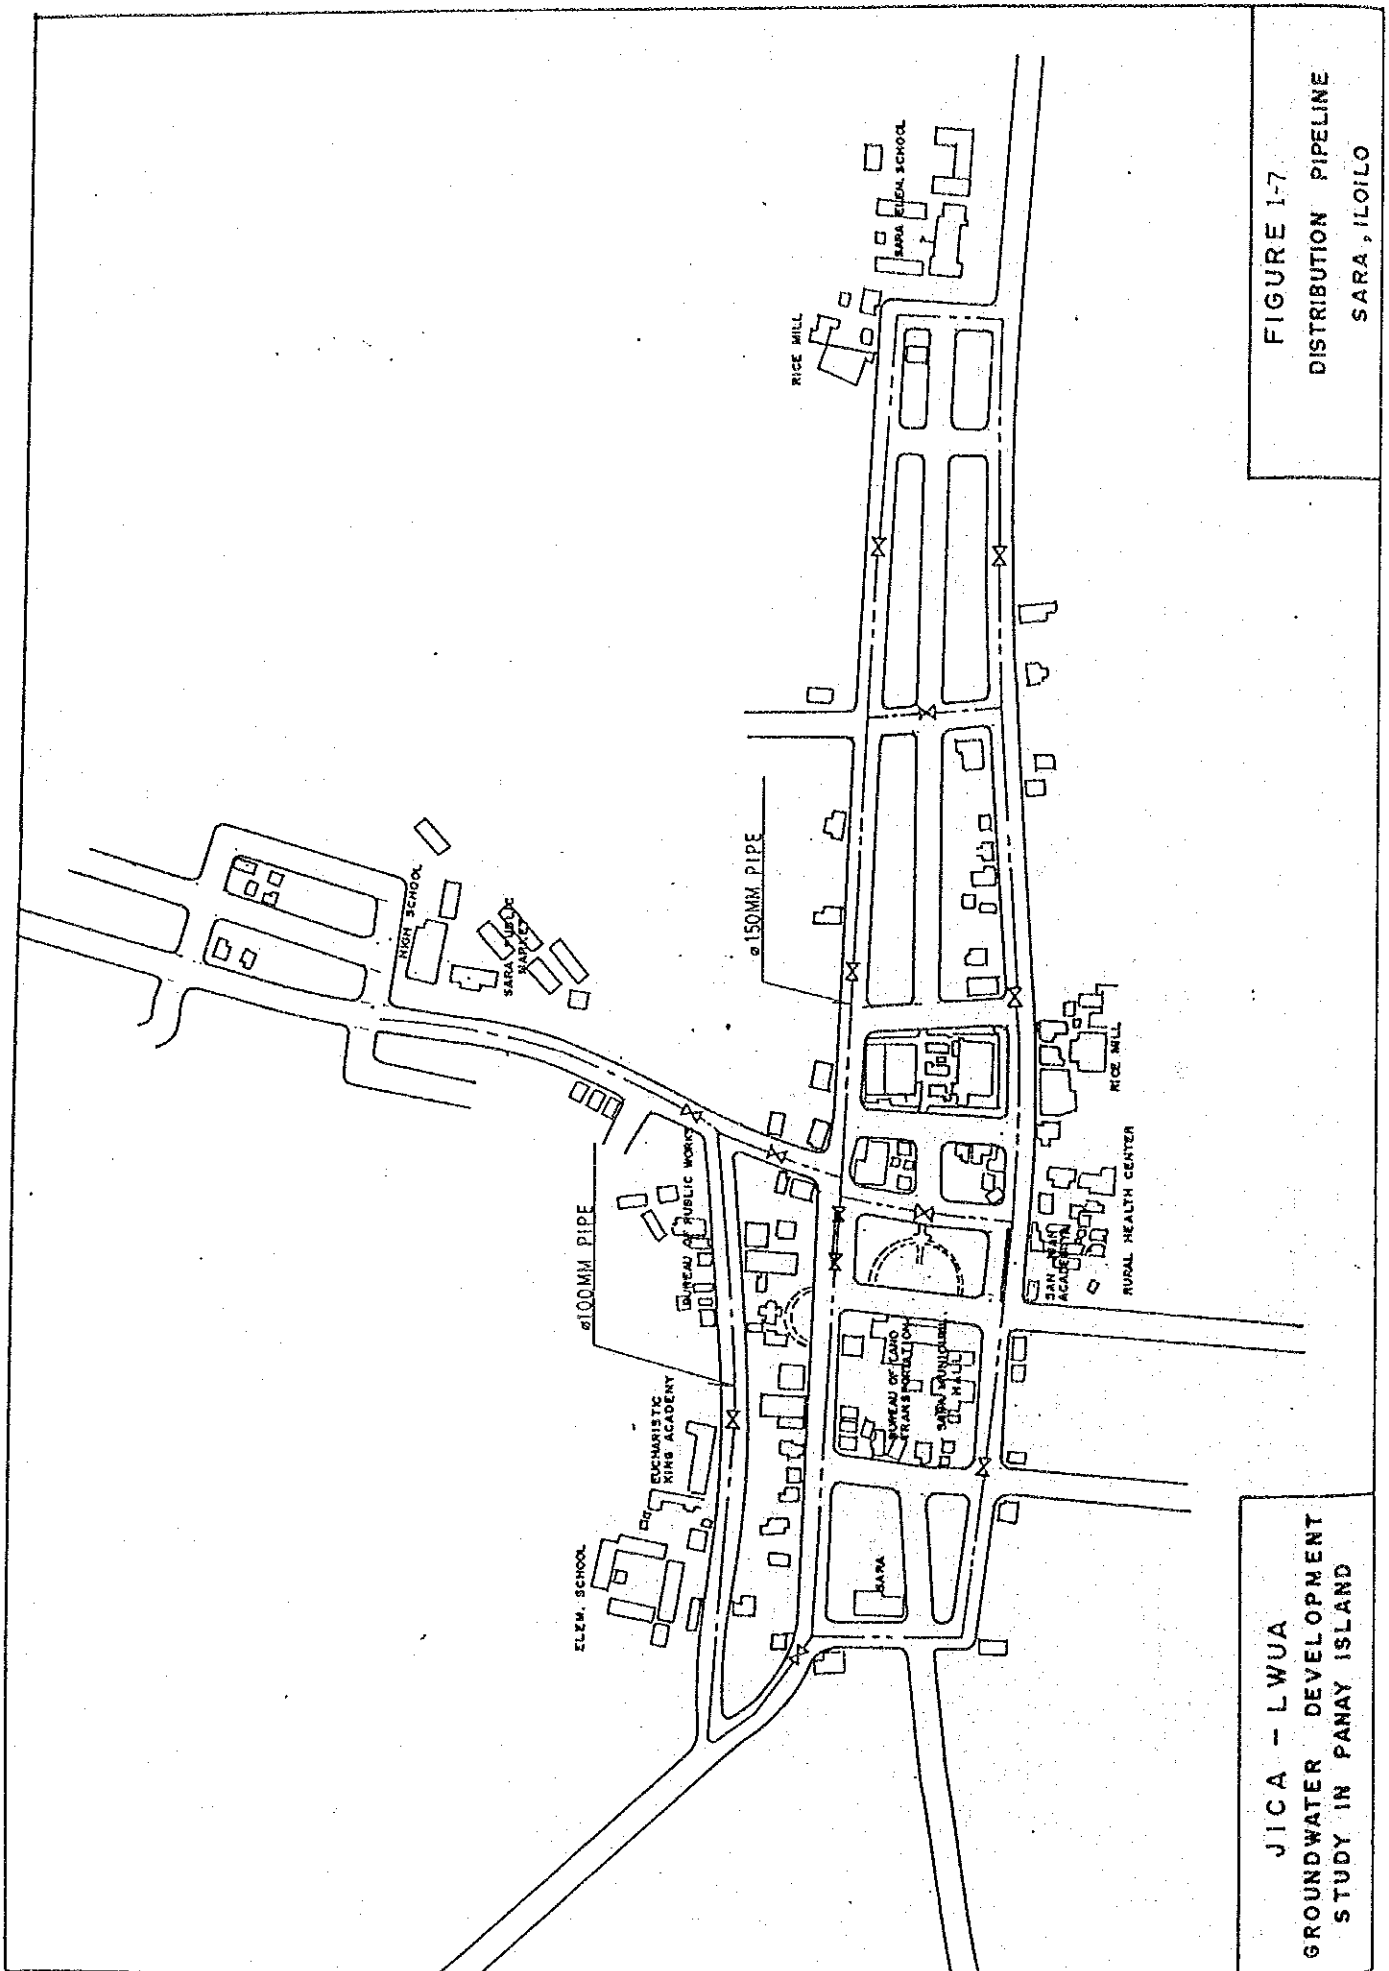 FIGURE 1-7
DISTRIBUTION PIPELINE
SARA, ILOILO
SARA ELEM. SCHOOL
RICE MILL
HIGH SCHOOL
SARA PUBLIC
MARKET
ø150MM PIPE
ø100MM PIPE
BUREAU OF PUBLIC WORKS
EUCHARISTIC
KING ACADEMY
ELEM. SCHOOL
BUREAU OF LAND
TRANSPORTATION
SARA MUNICIPAL
HALL
SARA
RICE MILL
SAN JUAN
ACADEMY
RURAL HEALTH CENTER
JICA - LWUA
GROUNDWATER DEVELOPMENT
STUDY IN PANAY ISLAND